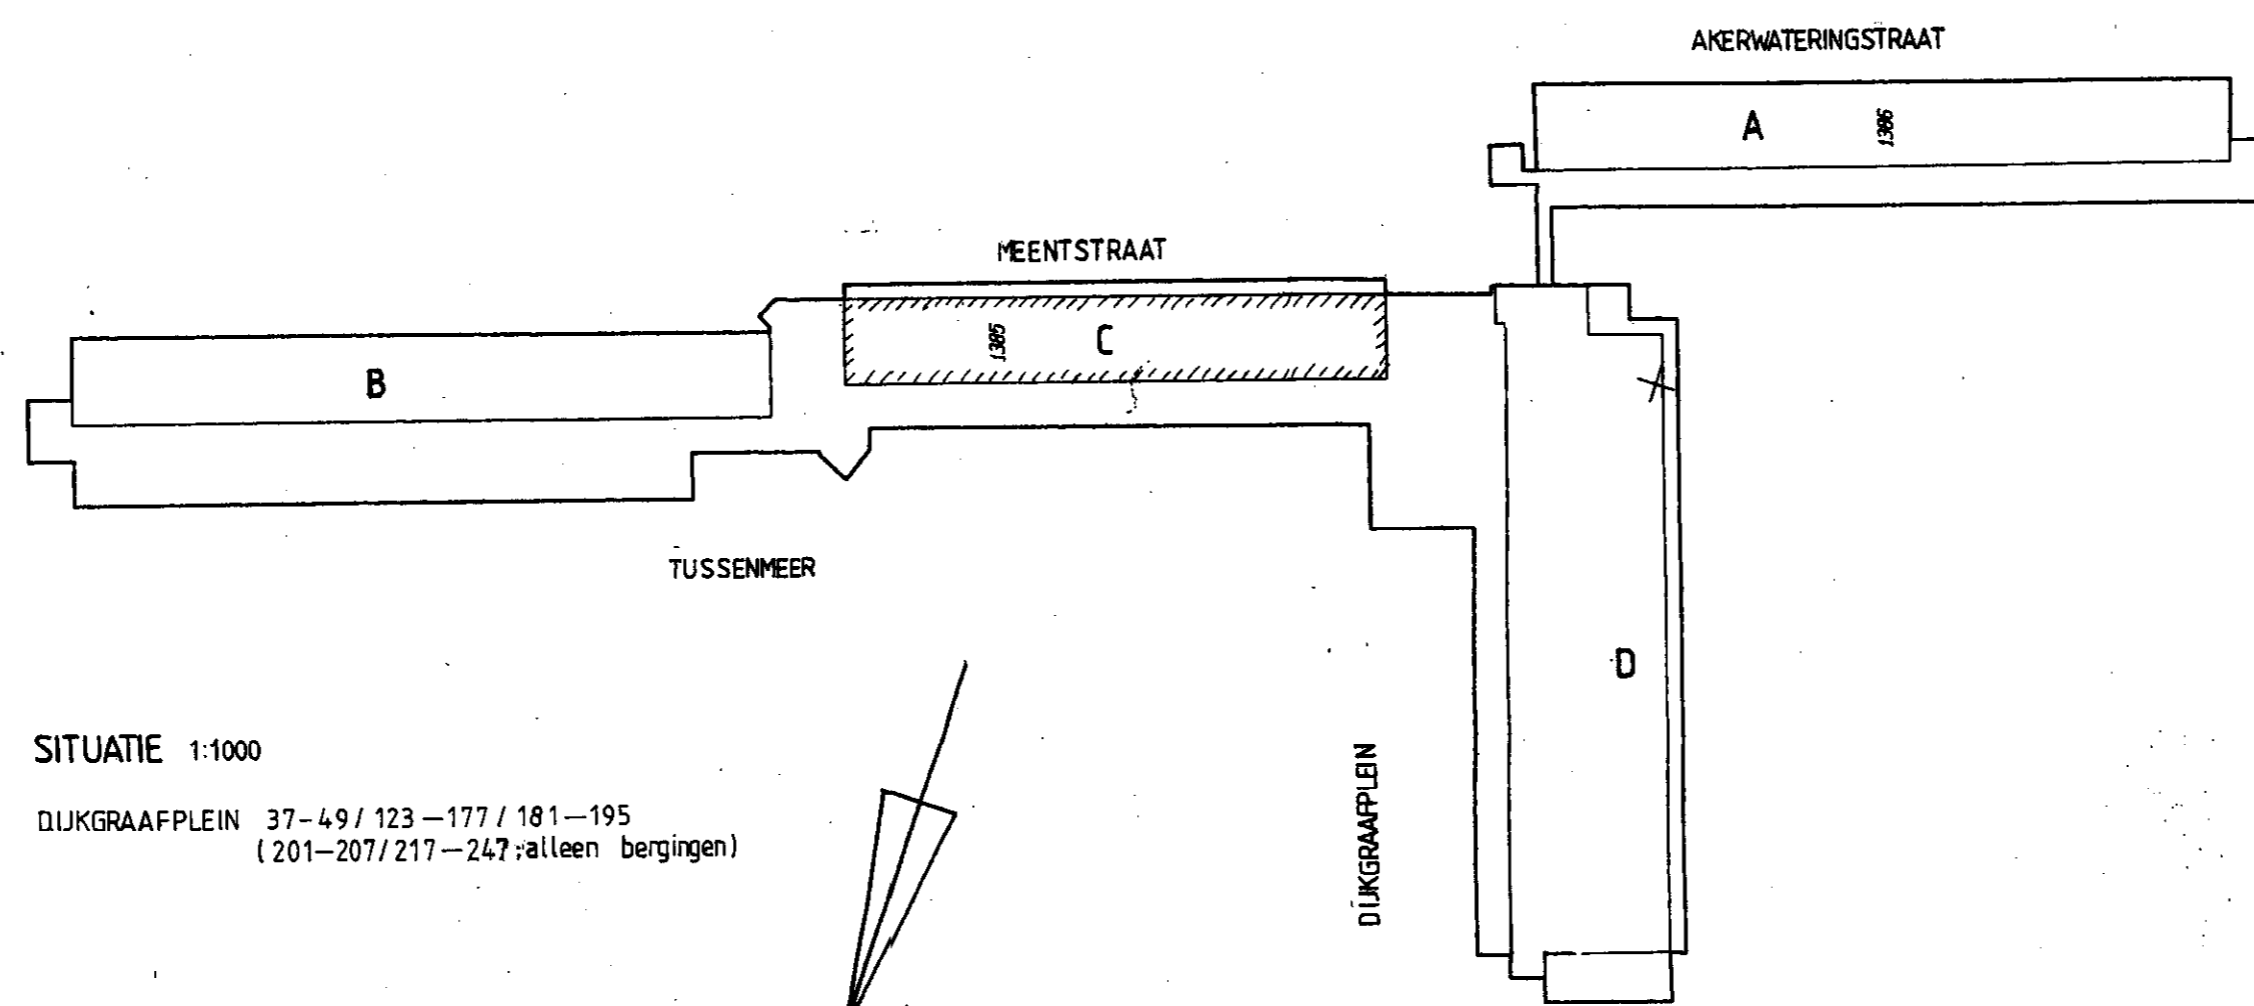 AKERWATERINGSTRAAT
A
1386
MEENTSTRAAT
1385
C
B
TUSSENMEER
D
SITUATIE 1:1000
DIJKGRAAFPLEIN
DIJKGRAAFPLEIN 37-49/ 123-177/ 181-195
(201-207/217-247;alleen bergingen)